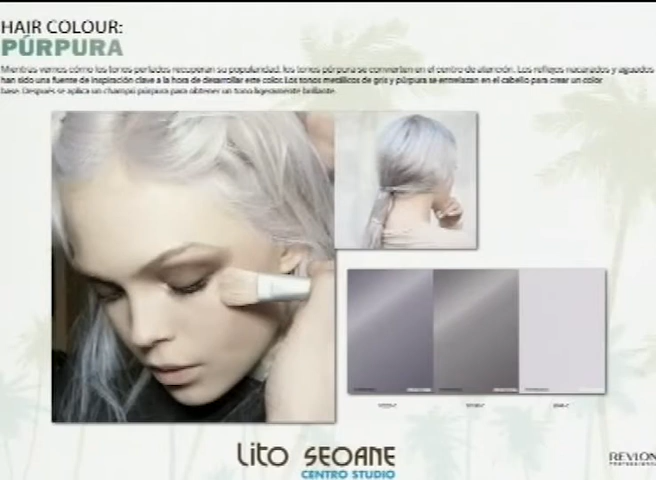 HAIR COLOUR:
PÚRPURA
Mientras vemos cómo los tonos perlados recuperan su popularidad, los tonos púrpura se convierten en el centro de atención. Los reflejos nacarados y aguados
han sido una fuente de inspiración clave a la hora de desarrollar este color. Los tonos metálicos de gris y púrpura se entrelazan en el cabello para crear un color
base. Después se aplica un champú púrpura para obtener un tono ligeramente brillante.
Lito SEOANE
CENTRO STUDIO
REVLON
PROFESSIONAL